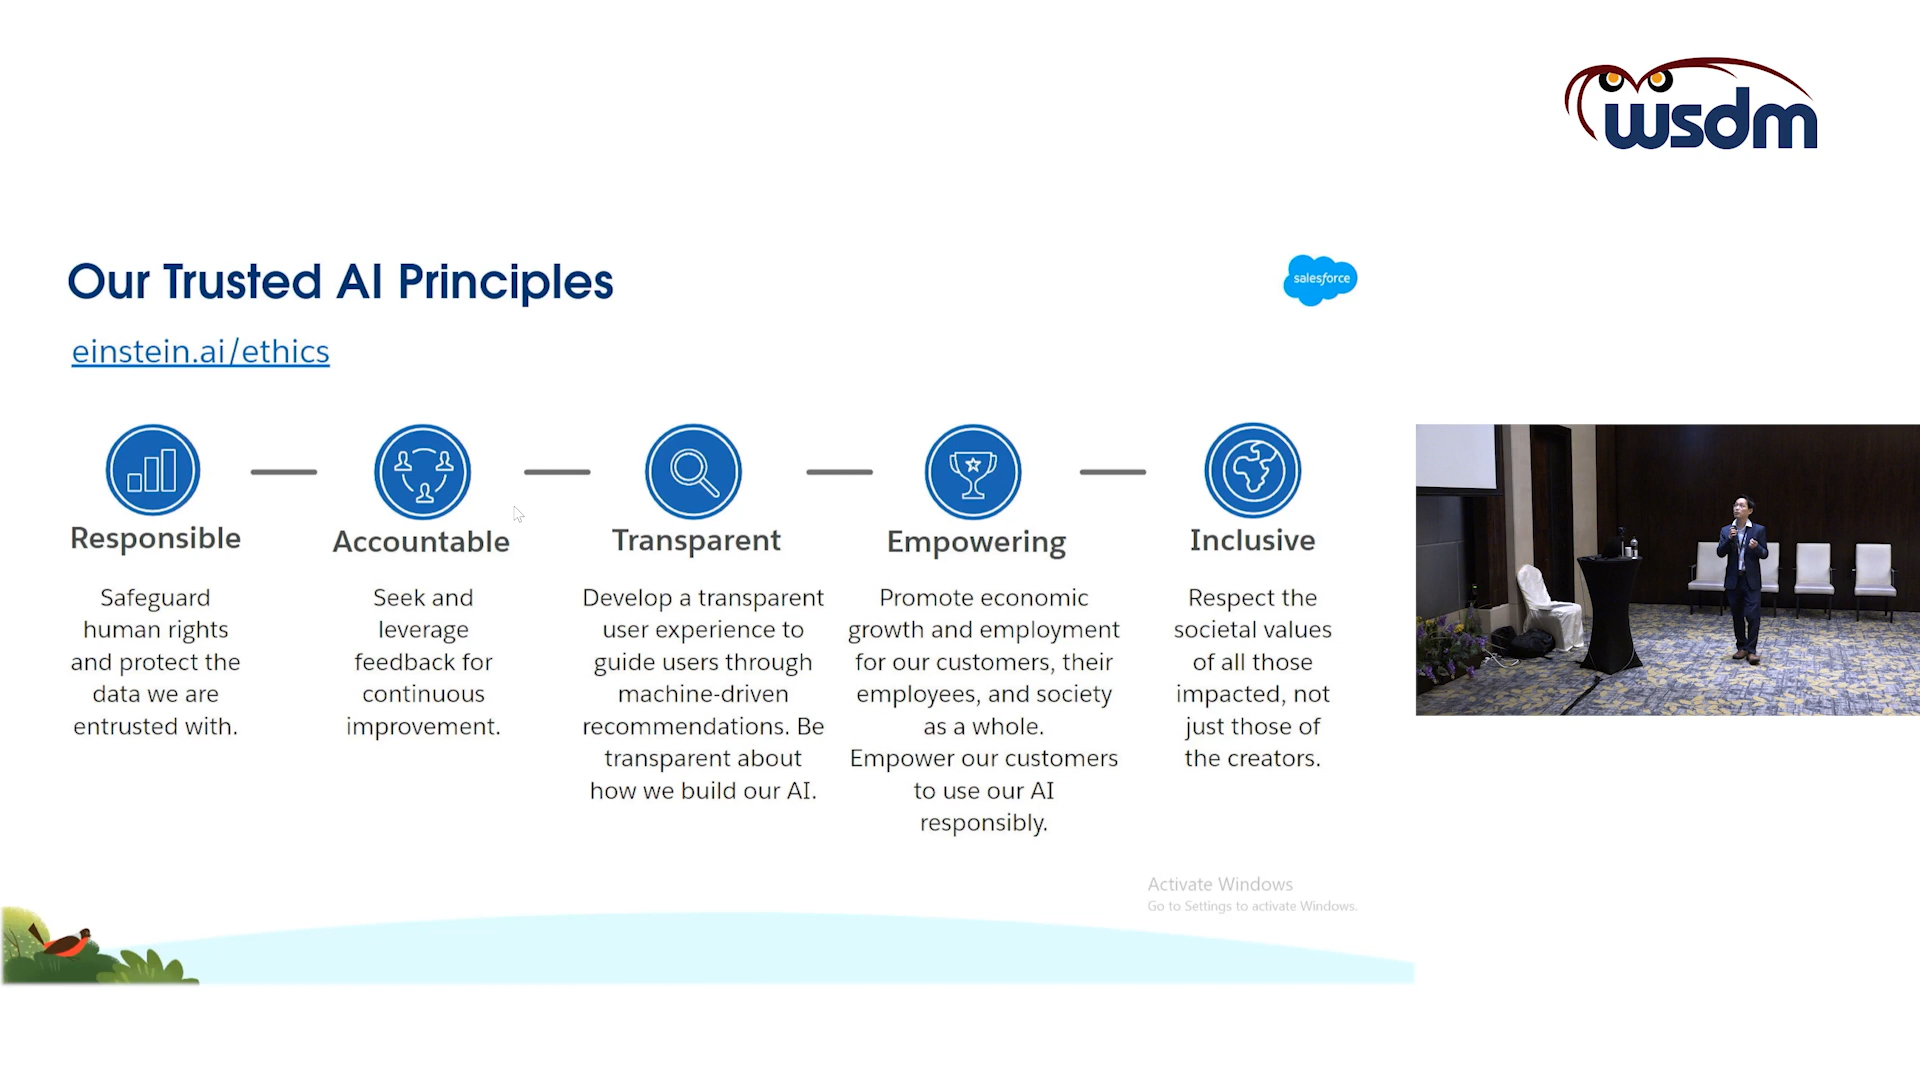 wsdm
Our Trusted AI Principles
salesforce
einstein.ai/ethics
Responsible
Safeguard
human rights
and protect the
data we are
entrusted with.
Accountable
Seek and
leverage
feedback for
continuous
improvement.
Transparent
Develop a transparent
user experience to
guide users through
machine-driven
recommendations. Be
transparent about
how we build our AI.
Empowering
Promote economic
growth and employment
for our customers, their
employees, and society
as a whole.
Empower our customers
to use our AI
responsibly.
Inclusive
Respect the
societal values
of all those
impacted, not
just those of
the creators.
Activate Windows
Go to Settings to activate Windows.